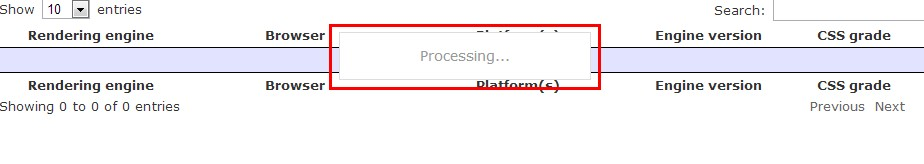 Show 10 entries Search:
Rendering engine Browser Platform(s) Engine version CSS grade
Processing...
Rendering engine Browser Platform(s) Engine version CSS grade
Showing 0 to 0 of 0 entries Previous Next